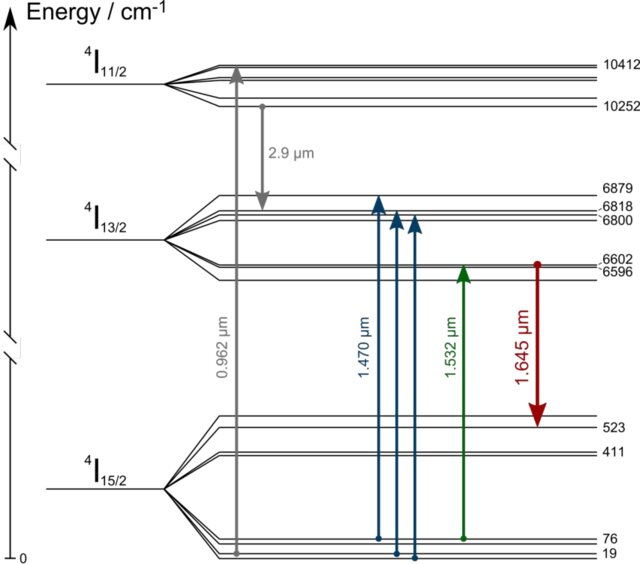 Energy / cm-1
4I11/2
10412
10252
2.9 µm
6879
6818
6800
4I13/2
6602
6596
0.962 µm
1.470 µm
1.532 µm
1.645 µm
523
411
4I15/2
76
19
0